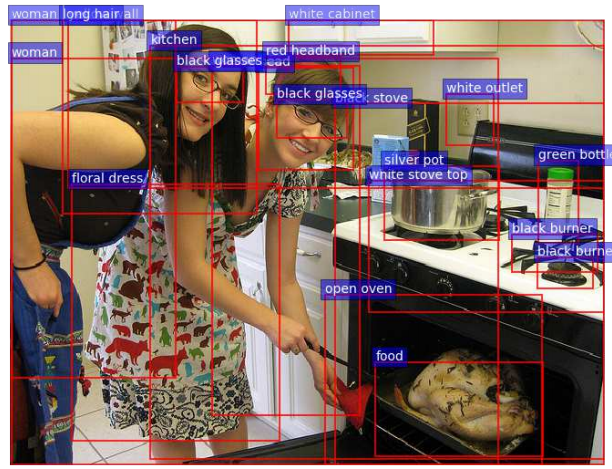 woman
long hair
all
white cabinet
woman
kitchen
red headband
black glasses
ead
black glasses
black stove
white outlet
silver pot
green bottle
floral dress/
white stove top
black burner
black burner
open oven
food